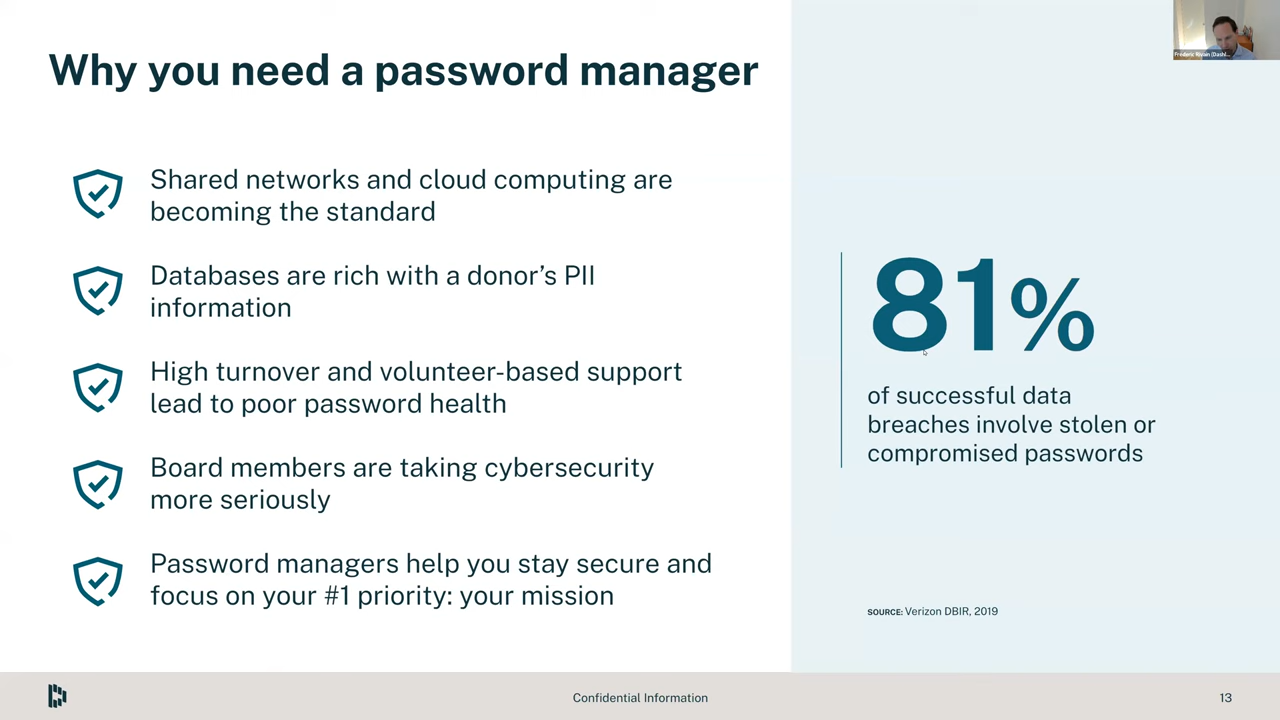 Why you need a password manager
Shared networks and cloud computing are
becoming the standard
Databases are rich with a donor's PII
information
High turnover and volunteer-based support
lead to poor password health
Board members are taking cybersecurity
more seriously
Password managers help you stay secure and
focus on your #1 priority: your mission
Frederic Rivain (Dashl...
81%
of successful data
breaches involve stolen or
compromised passwords
SOURCE: Verizon DBIR, 2019
Confidential Information
13